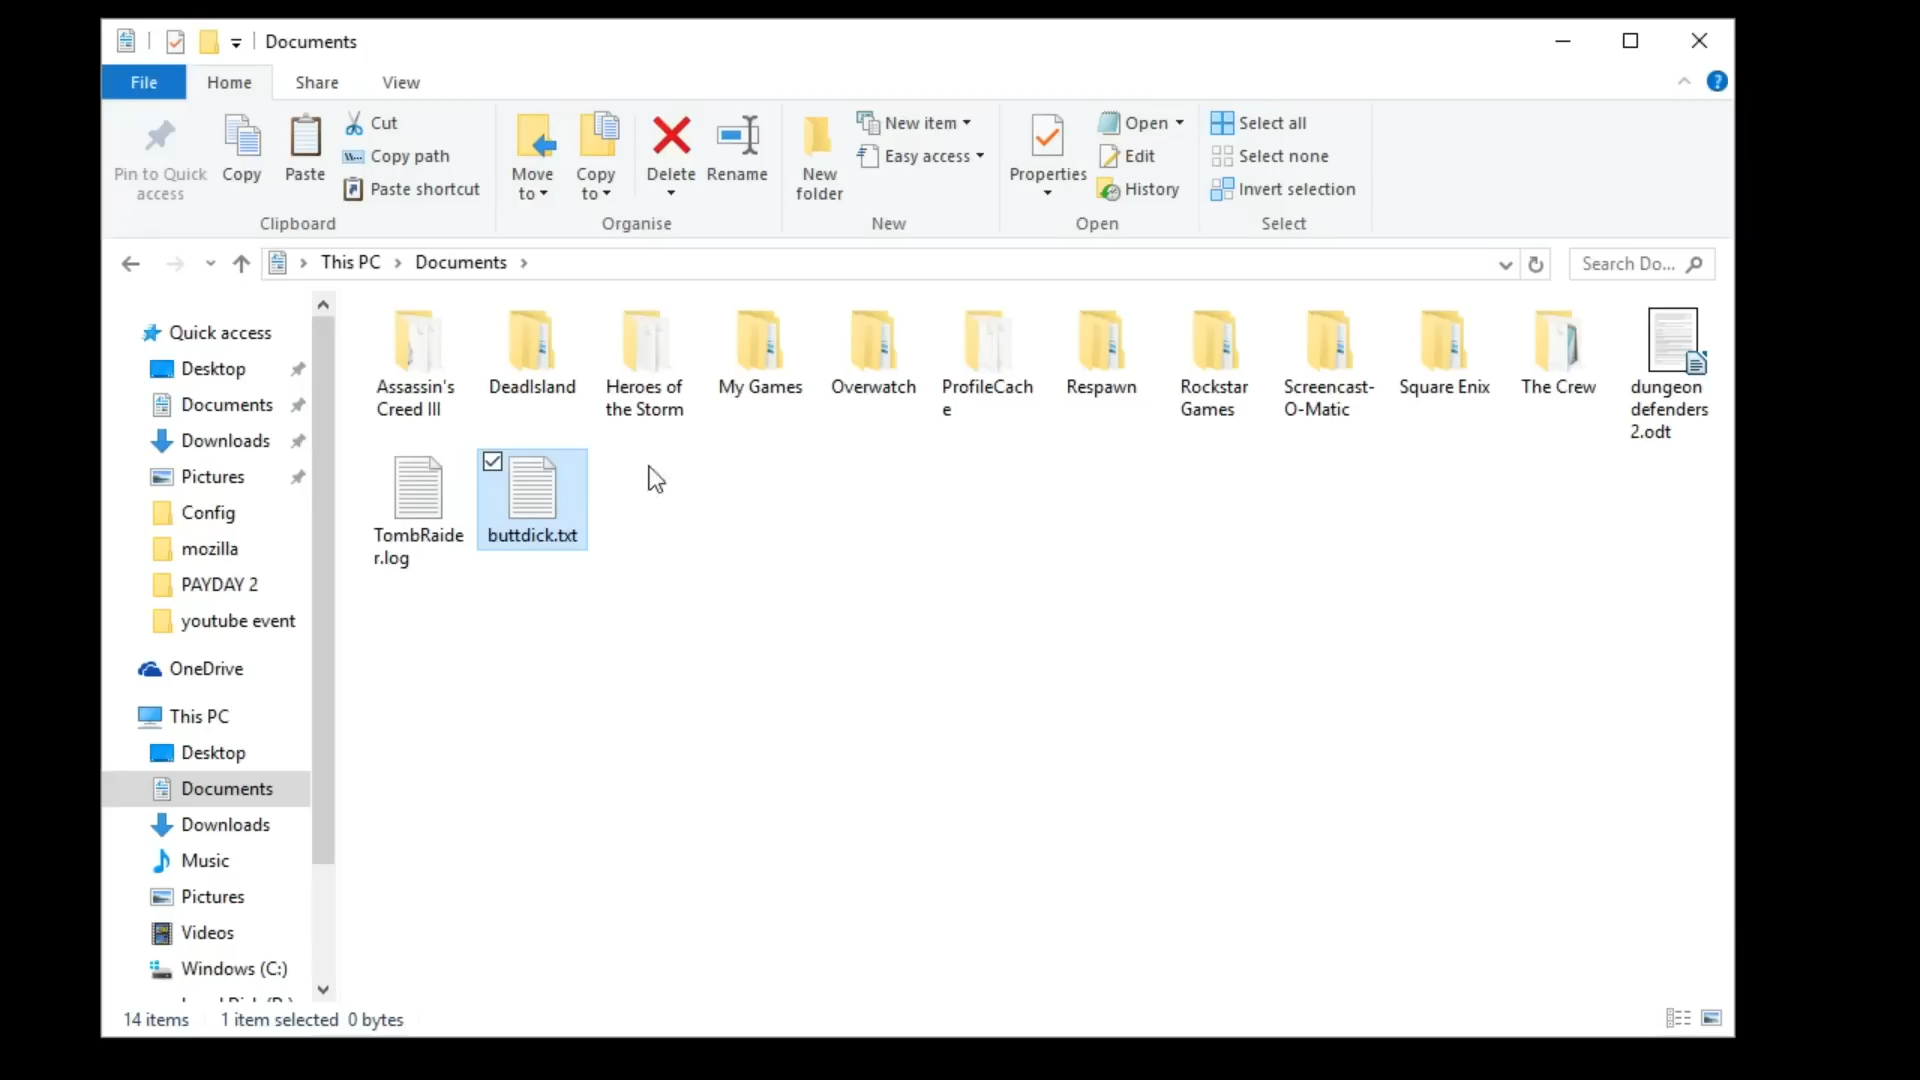 Documents
File
Home
Share
View
Pin to Quick
access
Copy
Paste
Cut
Copy path
Paste shortcut
Clipboard
Move
to
Copy
to
Delete
Rename
Organise
New
folder
New item
Easy access
New
Properties
Open
Edit
History
Open
Select all
Select none
Invert selection
Select
This PC
Documents
Search Do...
Quick access
Desktop
Documents
Downloads
Pictures
Config
mozilla
PAYDAY 2
youtube event
OneDrive
This PC
Desktop
Documents
Downloads
Music
Pictures
Videos
Windows (C:)
Assassin's
Creed III
DeadIsland
Heroes of
the Storm
My Games
Overwatch
ProfileCach
e
Respawn
Rockstar
Games
Screencast-
O-Matic
Square Enix
The Crew
dungeon
defenders
2.odt
TombRaide
r.log
buttdick.txt
14 items
1 item selected 0 bytes